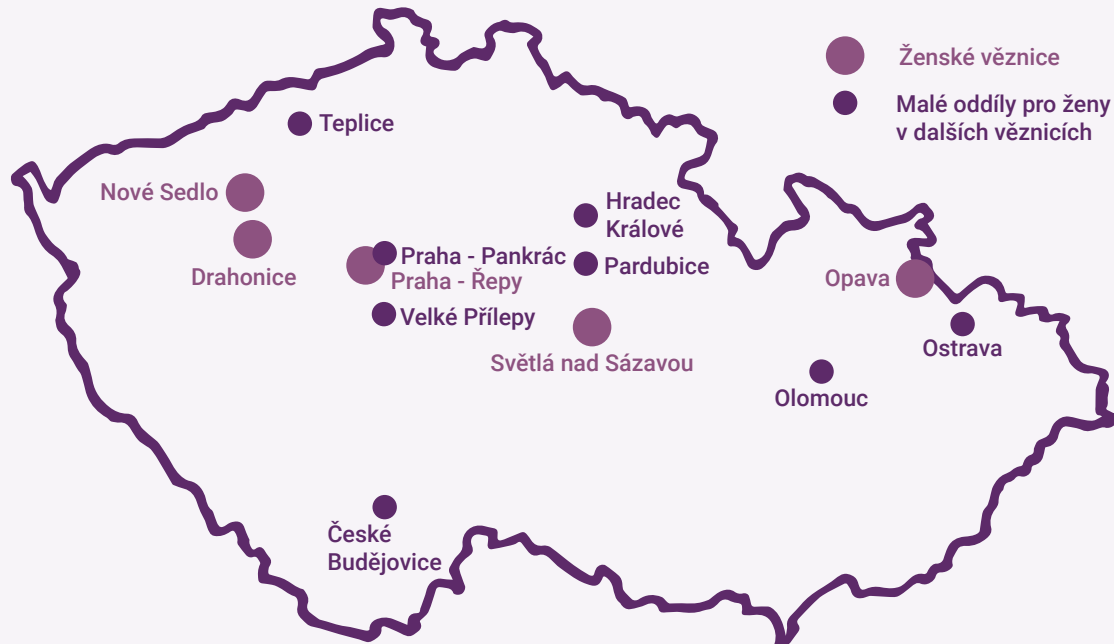 Ženské věznice
Malé oddíly pro ženy
v dalších věznicích
Teplice
Nové Sedlo
Hradec
Králové
Drahonice
Praha - Pankrác
Praha - Řepy
Pardubice
Opava
Velké Přílepy
Světlá nad Sázavou
Ostrava
Olomouc
České
Budějovice